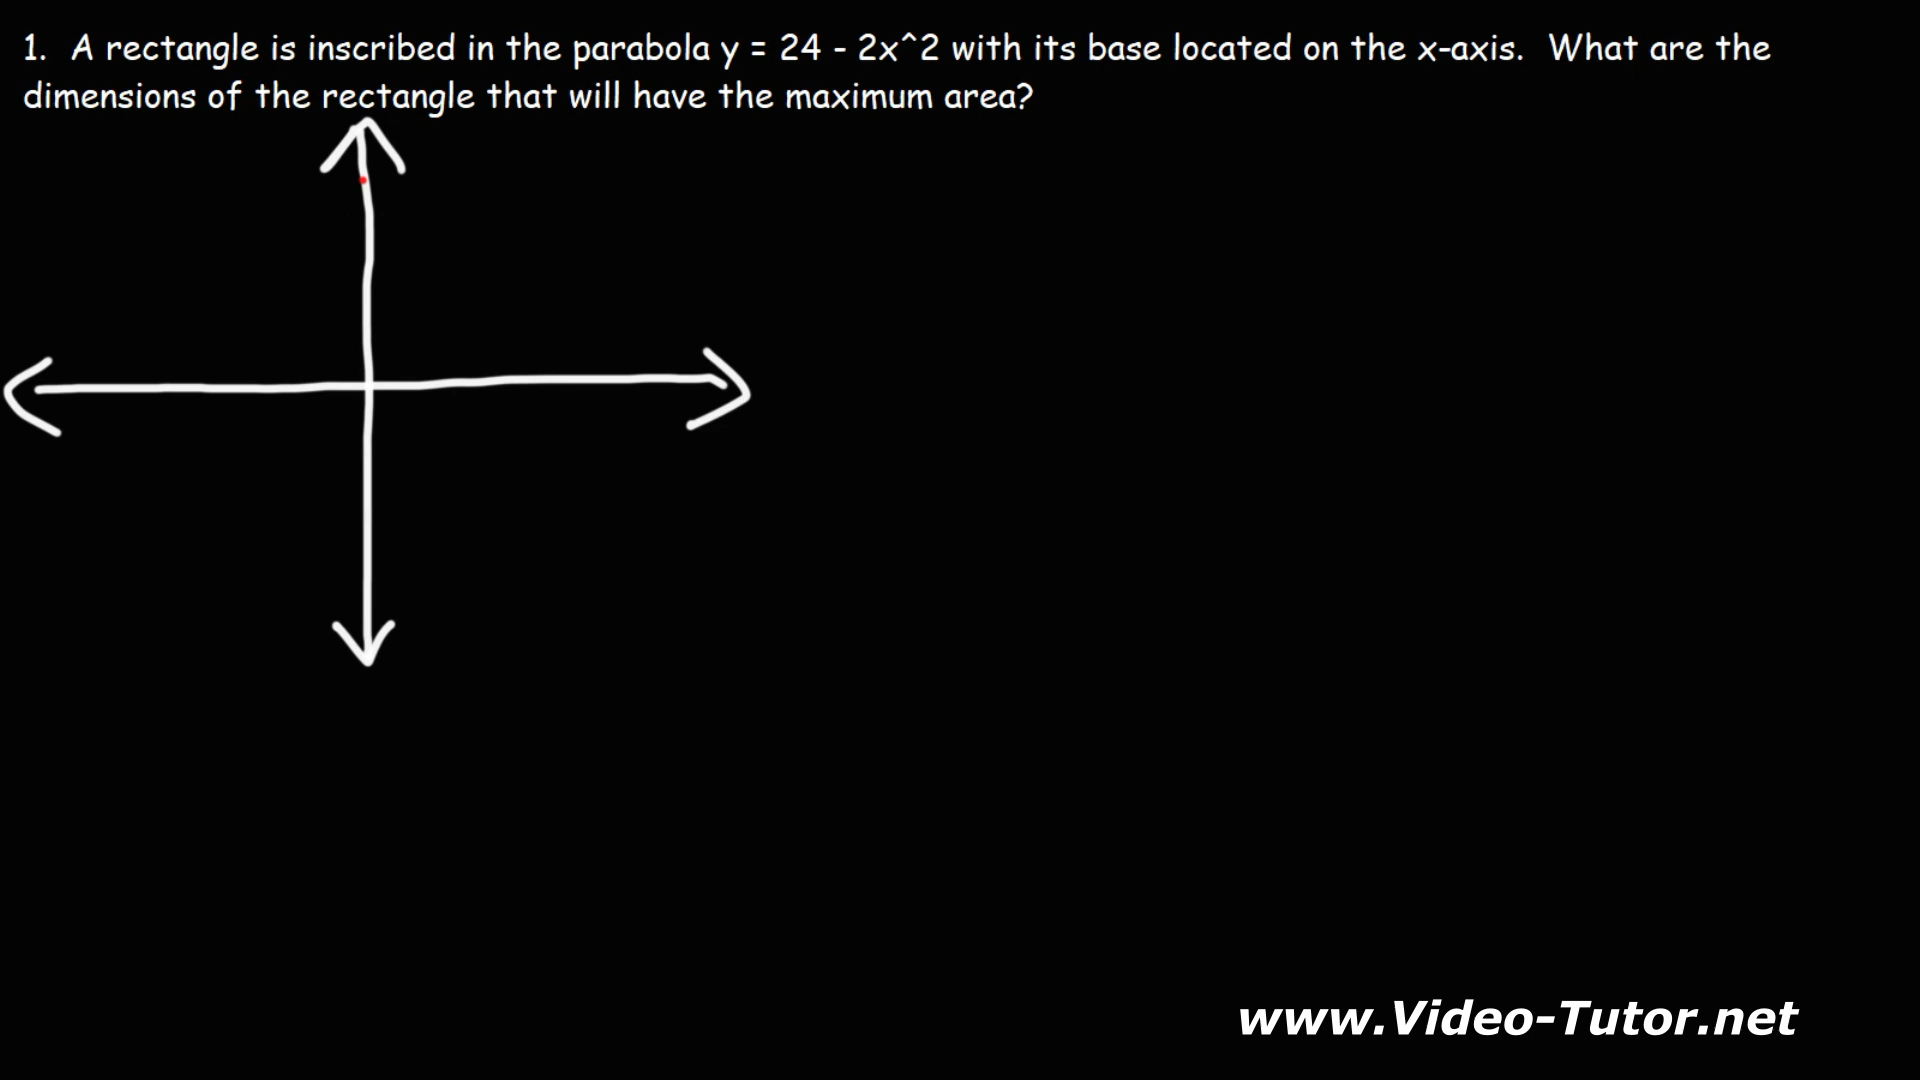 1. A rectangle is inscribed in the parabola y = 24 - 2x^2 with its base located on the x-axis. What are the
dimensions of the rectangle that will have the maximum area?
www.Video-Tutor.net